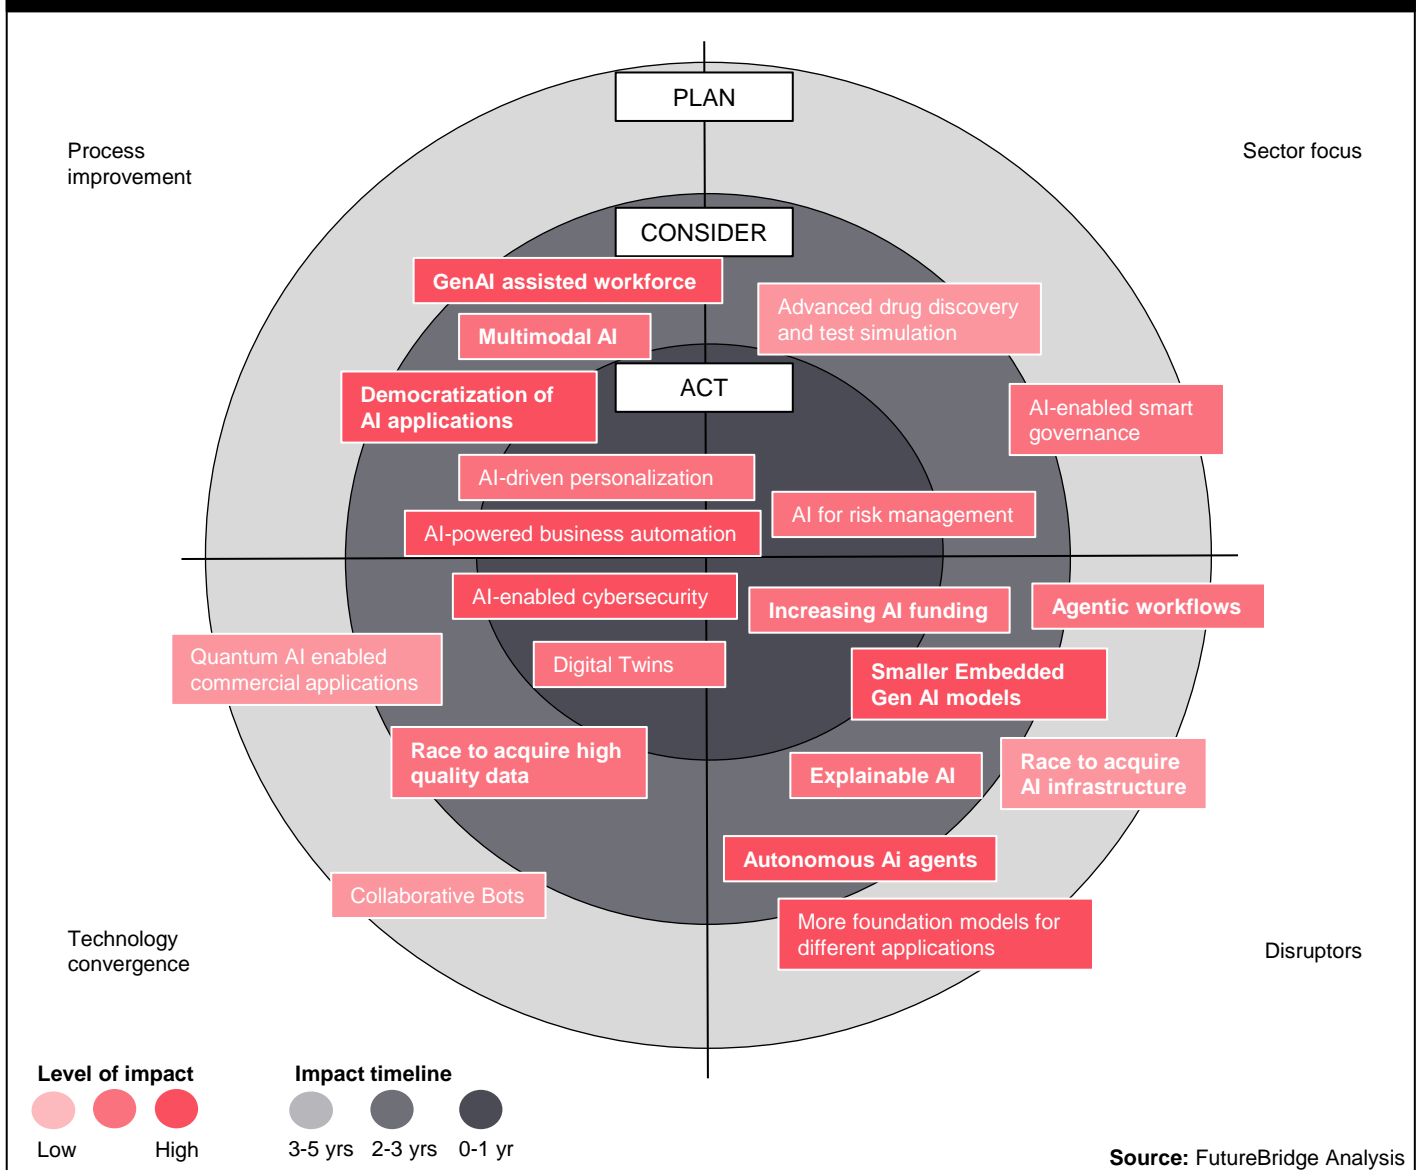 PLAN
Process
improvement
Sector focus
CONSIDER
GenAI assisted workforce
Advanced drug discovery
and test simulation
Multimodal AI
ACT
Democratization of
AI applications
AI-enabled smart
governance
AI-driven personalization
AI for risk management
AI-powered business automation
AI-enabled cybersecurity
Increasing AI funding
Agentic workflows
Quantum AI enabled
commercial applications
Digital Twins
Smaller Embedded
Gen AI models
Race to acquire high
quality data
Explainable AI
Race to acquire
AI infrastructure
Autonomous Ai agents
Collaborative Bots
More foundation models for
different applications
Technology
convergence
Disruptors
Level of impact
Low
High
Impact timeline
3-5 yrs
2-3 yrs
0-1 yr
Source: FutureBridge Analysis